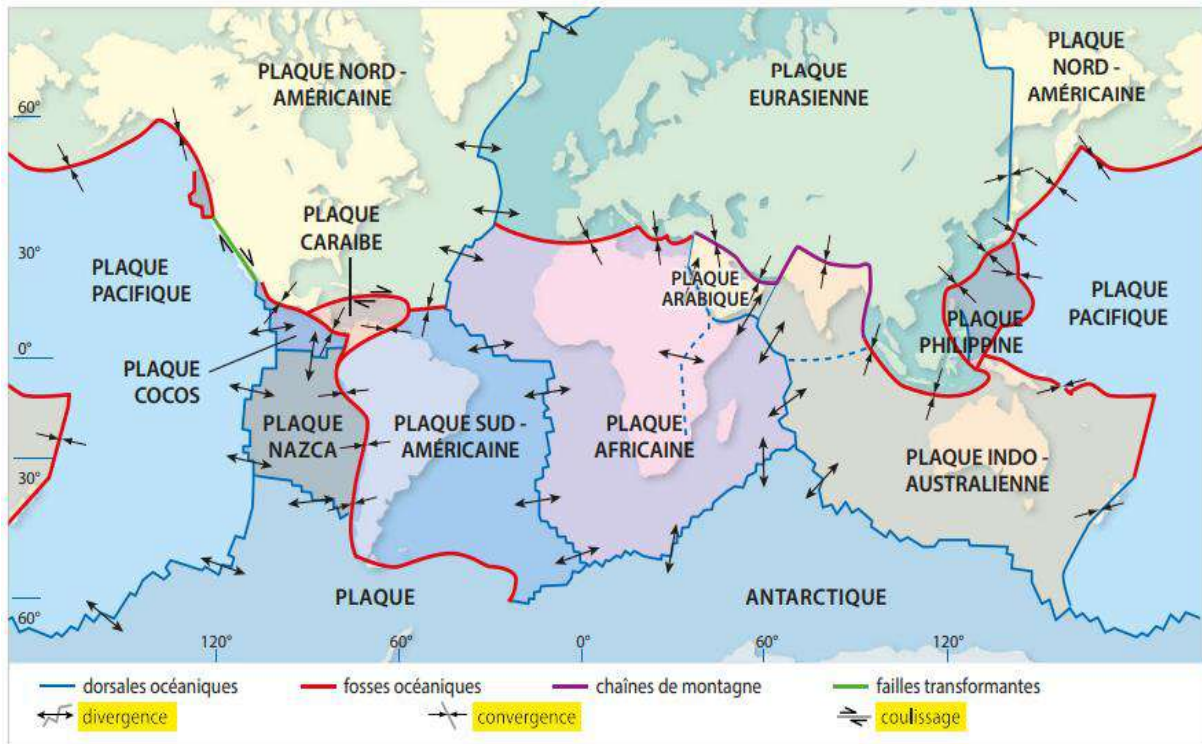 PLAQUE NORD -
AMÉRICAINE
PLAQUE
EURASIENNE
PLAQUE
NORD -
AMÉRICAINE
60°
PLAQUE
CARAIBE
30°
PLAQUE
PACIFIQUE
PLAQUE
ARABIQUE
PLAQUE
PACIFIQUE
PLAQUE
PHILIPPINE
0°
PLAQUE
COCOS
PLAQUE
NAZCA
PLAQUE SUD -
AMÉRICAINE
PLAQUE
AFRICAINE
PLAQUE INDO -
AUSTRALIENNE
30°
PLAQUE
ANTARCTIQUE
60°
120°
60°
0°
60°
120°
dorsales océaniques
fosses océaniques
chaînes de montagne
failles transformantes
divergence
convergence
coulissage